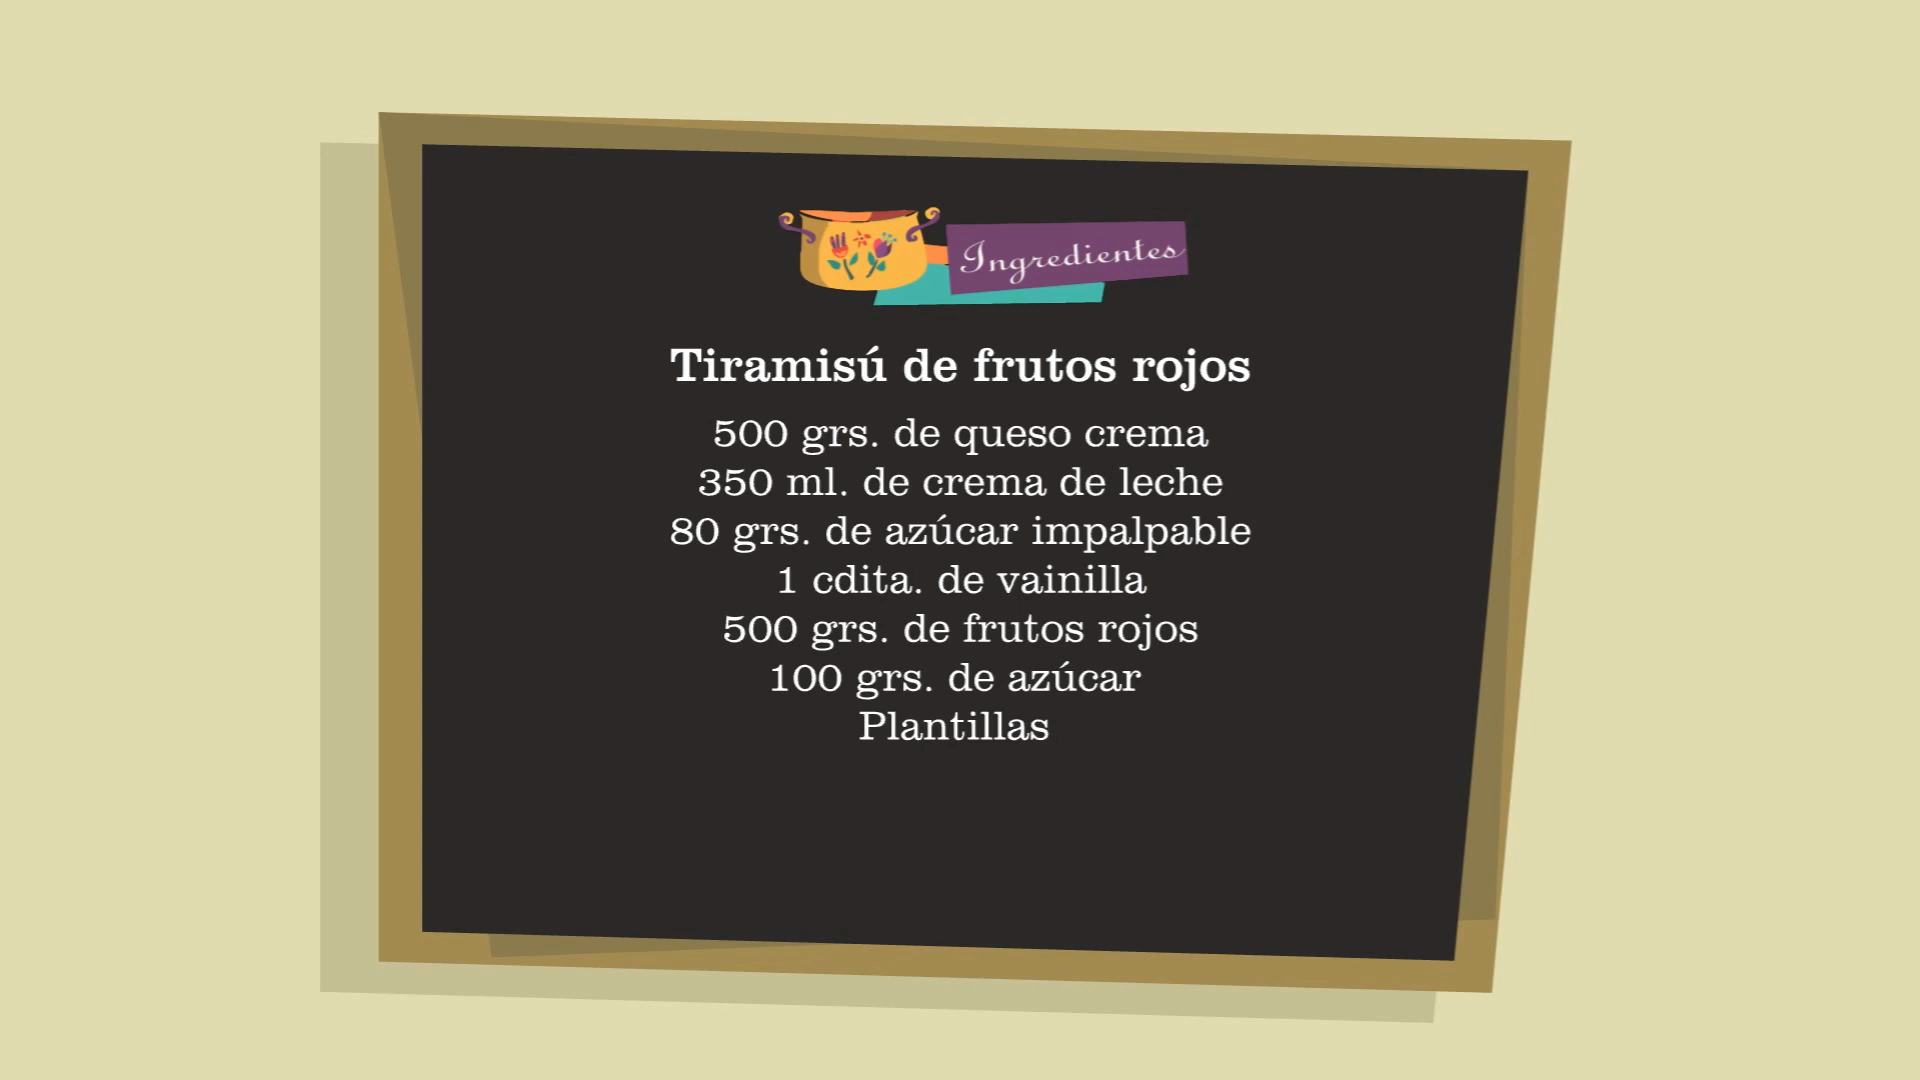 Ingredientes
Tiramisú de frutos rojos
500 grs. de queso crema
350 ml. de crema de leche
80 grs. de azúcar impalpable
1 cdita. de vainilla
500 grs. de frutos rojos
100 grs. de azúcar
Plantillas